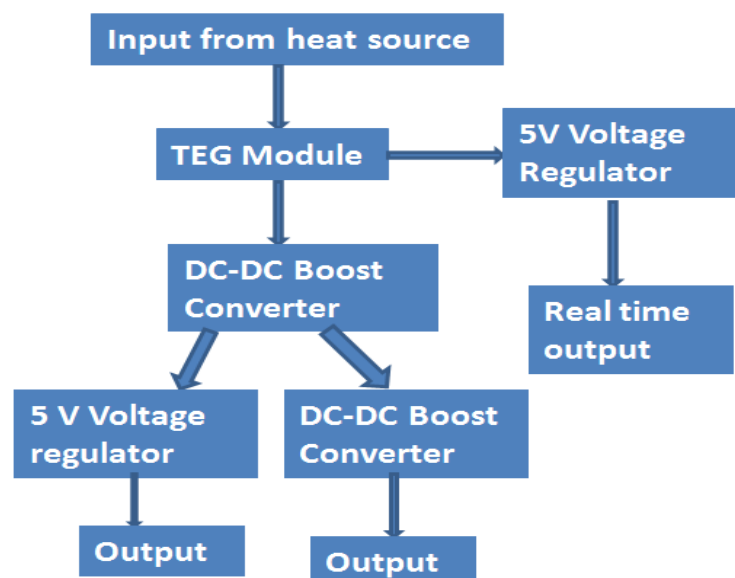 Input from heat source
TEG Module
5V Voltage
Regulator
DC-DC Boost
Converter
Real time
output
5 V Voltage
regulator
DC-DC Boost
Converter
Output
Output